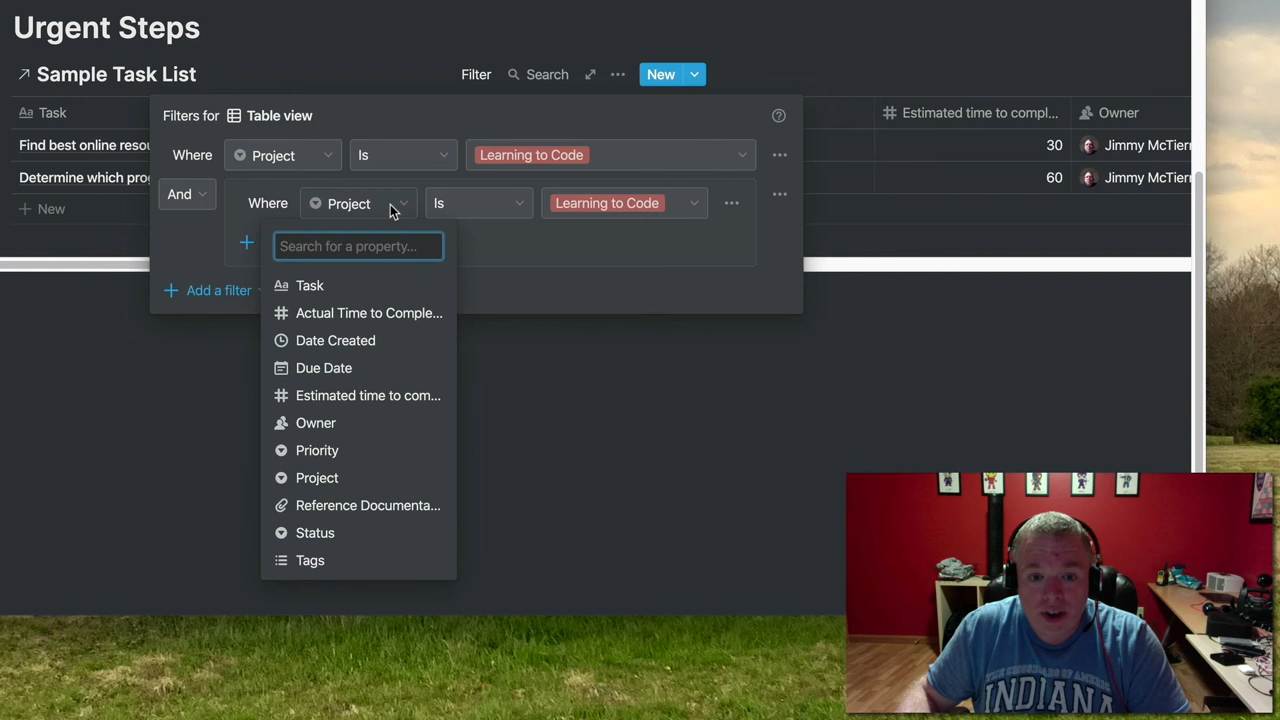 Urgent Steps
Sample Task List
Filter
Search
New
Filters for Table view
Aa Task
Estimated time to compl...
Owner
Where Project Is Learning to Code
Find best online resou
30
Jimmy McTiern
Determine which prog
60
Jimmy McTiern
And
Where Project Is Learning to Code
+ New
Search for a property...
+ Add a filter
Aa Task
Actual Time to Comple...
Date Created
Due Date
Estimated time to com...
Owner
Priority
Project
Reference Documenta...
Status
Tags
INDIANA